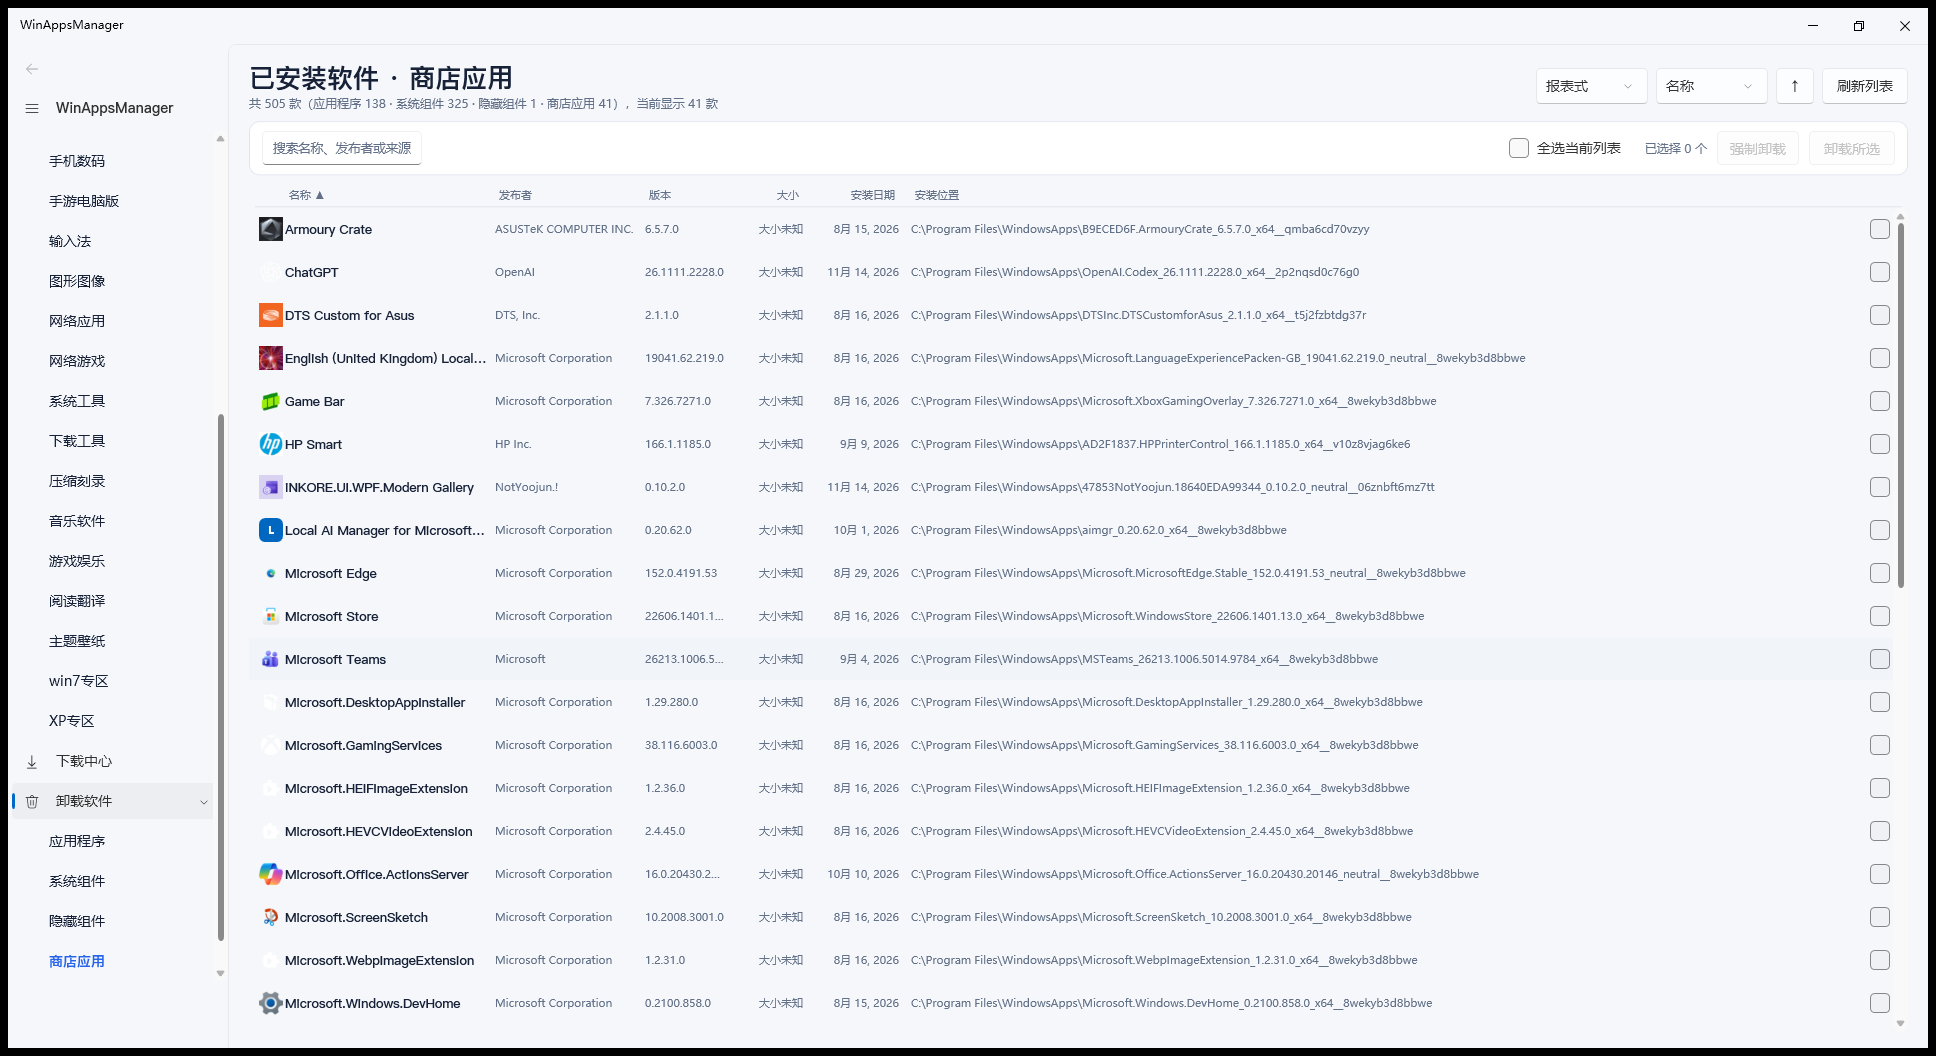 WinAppsManager
WinAppsManager
手机数码
手游电脑版
输入法
图形图像
网络应用
网络游戏
系统工具
下载工具
压缩刻录
音乐软件
游戏娱乐
阅读翻译
主题壁纸
win7专区
XP专区
下载中心
卸载软件
应用程序
系统组件
隐藏组件
商店应用
已安装软件 · 商店应用
共 505 款（应用程序 138 · 系统组件 325 · 隐藏组件 1 · 商店应用 41），当前显示 41 款
报表式 名称 ↑ 刷新列表
搜索名称、发布者或来源 全选当前列表 已选择 0 个 强制卸载 卸载所选
名称 ▲ 发布者 版本 大小 安装日期 安装位置
Armoury Crate ASUSTeK COMPUTER INC. 6.5.7.0 大小未知 8月 15, 2026 C:\Program Files\WindowsApps\B9ECED6F.ArmouryCrate_6.5.7.0_x64__qmba6cd70vzyy
ChatGPT OpenAI 26.1111.2228.0 大小未知 11月 14, 2026 C:\Program Files\WindowsApps\OpenAI.Codex_26.1111.2228.0_x64__2p2nqsd0c76g0
DTS Custom for Asus DTS, Inc. 2.1.1.0 大小未知 8月 16, 2026 C:\Program Files\WindowsApps\DTSInc.DTSCustomforAsus_2.1.1.0_x64__t5j2fzbtdg37r
English (United Kingdom) Local... Microsoft Corporation 19041.62.219.0 大小未知 8月 16, 2026 C:\Program Files\WindowsApps\Microsoft.LanguageExperiencePacken-GB_19041.62.219.0_neutral__8wekyb3d8bbwe
Game Bar Microsoft Corporation 7.326.7271.0 大小未知 8月 16, 2026 C:\Program Files\WindowsApps\Microsoft.XboxGamingOverlay_7.326.7271.0_x64__8wekyb3d8bbwe
HP Smart HP Inc. 166.1.1185.0 大小未知 9月 9, 2026 C:\Program Files\WindowsApps\AD2F1837.HPPrinterControl_166.1.1185.0_x64__v10z8vjag6ke6
INKORE.UI.WPF.Modern Gallery NotYoojun.! 0.10.2.0 大小未知 11月 14, 2026 C:\Program Files\WindowsApps\47853NotYoojun.18640EDA99344_0.10.2.0_neutral__06znbft6mz7tt
L Local AI Manager for Microsoft... Microsoft Corporation 0.20.62.0 大小未知 10月 1, 2026 C:\Program Files\WindowsApps\aimgr_0.20.62.0_x64__8wekyb3d8bbwe
Microsoft Edge Microsoft Corporation 152.0.4191.53 大小未知 8月 29, 2026 C:\Program Files\WindowsApps\Microsoft.MicrosoftEdge.Stable_152.0.4191.53_neutral__8wekyb3d8bbwe
Microsoft Store Microsoft Corporation 22606.1401.1... 大小未知 8月 16, 2026 C:\Program Files\WindowsApps\Microsoft.WindowsStore_22606.1401.13.0_x64__8wekyb3d8bbwe
Microsoft Teams Microsoft 26213.1006.5... 大小未知 9月 4, 2026 C:\Program Files\WindowsApps\MSTeams_26213.1006.5014.9784_x64__8wekyb3d8bbwe
Microsoft.DesktopAppInstaller Microsoft Corporation 1.29.280.0 大小未知 8月 16, 2026 C:\Program Files\WindowsApps\Microsoft.DesktopAppInstaller_1.29.280.0_x64__8wekyb3d8bbwe
Microsoft.GamingServices Microsoft Corporation 38.116.6003.0 大小未知 8月 16, 2026 C:\Program Files\WindowsApps\Microsoft.GamingServices_38.116.6003.0_x64__8wekyb3d8bbwe
Microsoft.HEIFImageExtension Microsoft Corporation 1.2.36.0 大小未知 8月 16, 2026 C:\Program Files\WindowsApps\Microsoft.HEIFImageExtension_1.2.36.0_x64__8wekyb3d8bbwe
Microsoft.HEVCVideoExtension Microsoft Corporation 2.4.45.0 大小未知 8月 16, 2026 C:\Program Files\WindowsApps\Microsoft.HEVCVideoExtension_2.4.45.0_x64__8wekyb3d8bbwe
Microsoft.Office.ActionsServer Microsoft Corporation 16.0.20430.2... 大小未知 10月 10, 2026 C:\Program Files\WindowsApps\Microsoft.Office.ActionsServer_16.0.20430.20146_neutral__8wekyb3d8bbwe
Microsoft.ScreenSketch Microsoft Corporation 10.2008.3001.0 大小未知 8月 16, 2026 C:\Program Files\WindowsApps\Microsoft.ScreenSketch_10.2008.3001.0_x64__8wekyb3d8bbwe
Microsoft.WebpImageExtension Microsoft Corporation 1.2.31.0 大小未知 8月 16, 2026 C:\Program Files\WindowsApps\Microsoft.WebpImageExtension_1.2.31.0_x64__8wekyb3d8bbwe
Microsoft.Windows.DevHome Microsoft Corporation 0.2100.858.0 大小未知 8月 15, 2026 C:\Program Files\WindowsApps\Microsoft.Windows.DevHome_0.2100.858.0_x64__8wekyb3d8bbwe